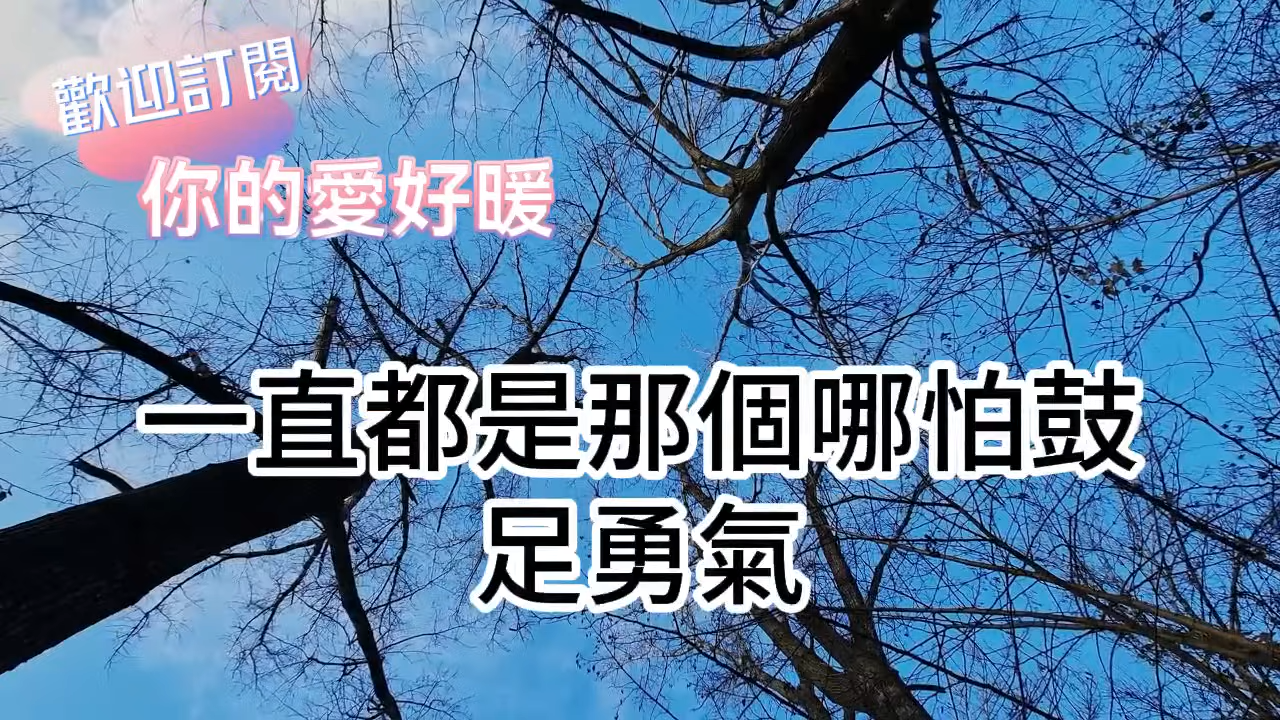 歡迎訂閱
你的愛好暖
一直都是那個哪怕鼓
足勇氣